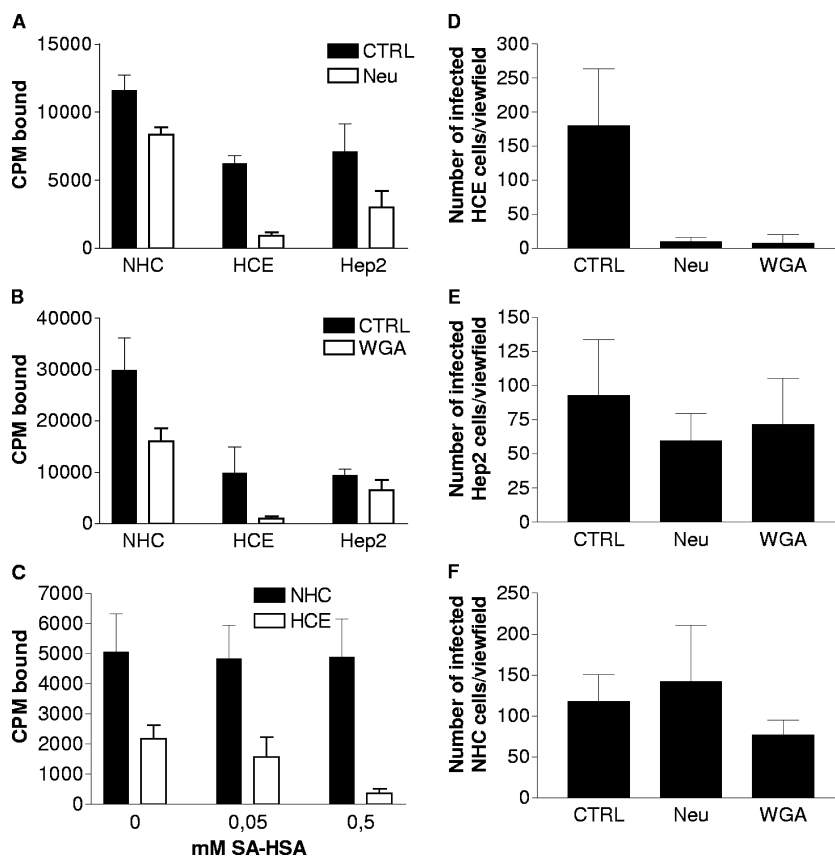 A
CTRL
Neu
CPM bound
15000
10000
5000
0
NHC HCE Hep2
B
CTRL
WGA
CPM bound
40000
30000
20000
10000
0
NHC HCE Hep2
C
NHC
HCE
CPM bound
7000
6000
5000
4000
3000
2000
1000
0
0 0,05 0,5
mM SA-HSA
D
Number of infected
HCE cells/viewfield
300
250
200
150
100
50
0
CTRL Neu WGA
E
Number of infected
Hep2 cells/viewfield
150
125
100
75
50
25
0
CTRL Neu WGA
F
Number of infected
NHC cells/viewfield
250
200
150
100
50
0
CTRL Neu WGA